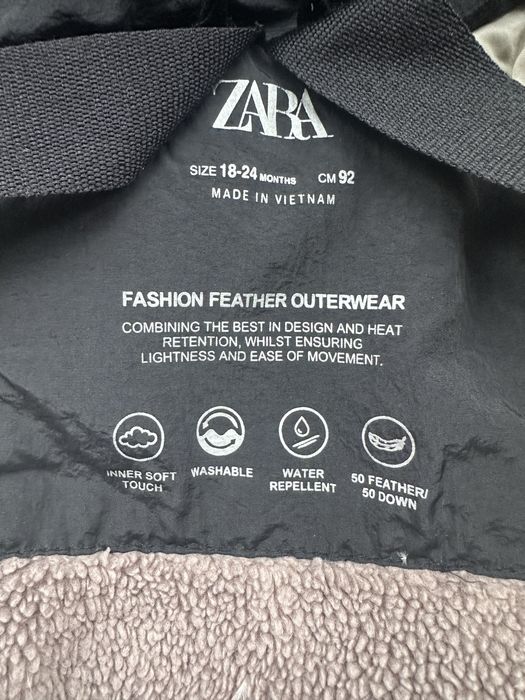 ZARA
SIZE 18-24 MONTHS CM 92
MADE IN VIETNAM
FASHION FEATHER OUTERWEAR
COMBINING THE BEST IN DESIGN AND HEAT
RETENTION, WHILST ENSURING
LIGHTNESS AND EASE OF MOVEMENT.
INNER SOFT
TOUCH
WASHABLE
WATER
REPELLENT
50 FEATHER/
50 DOWN